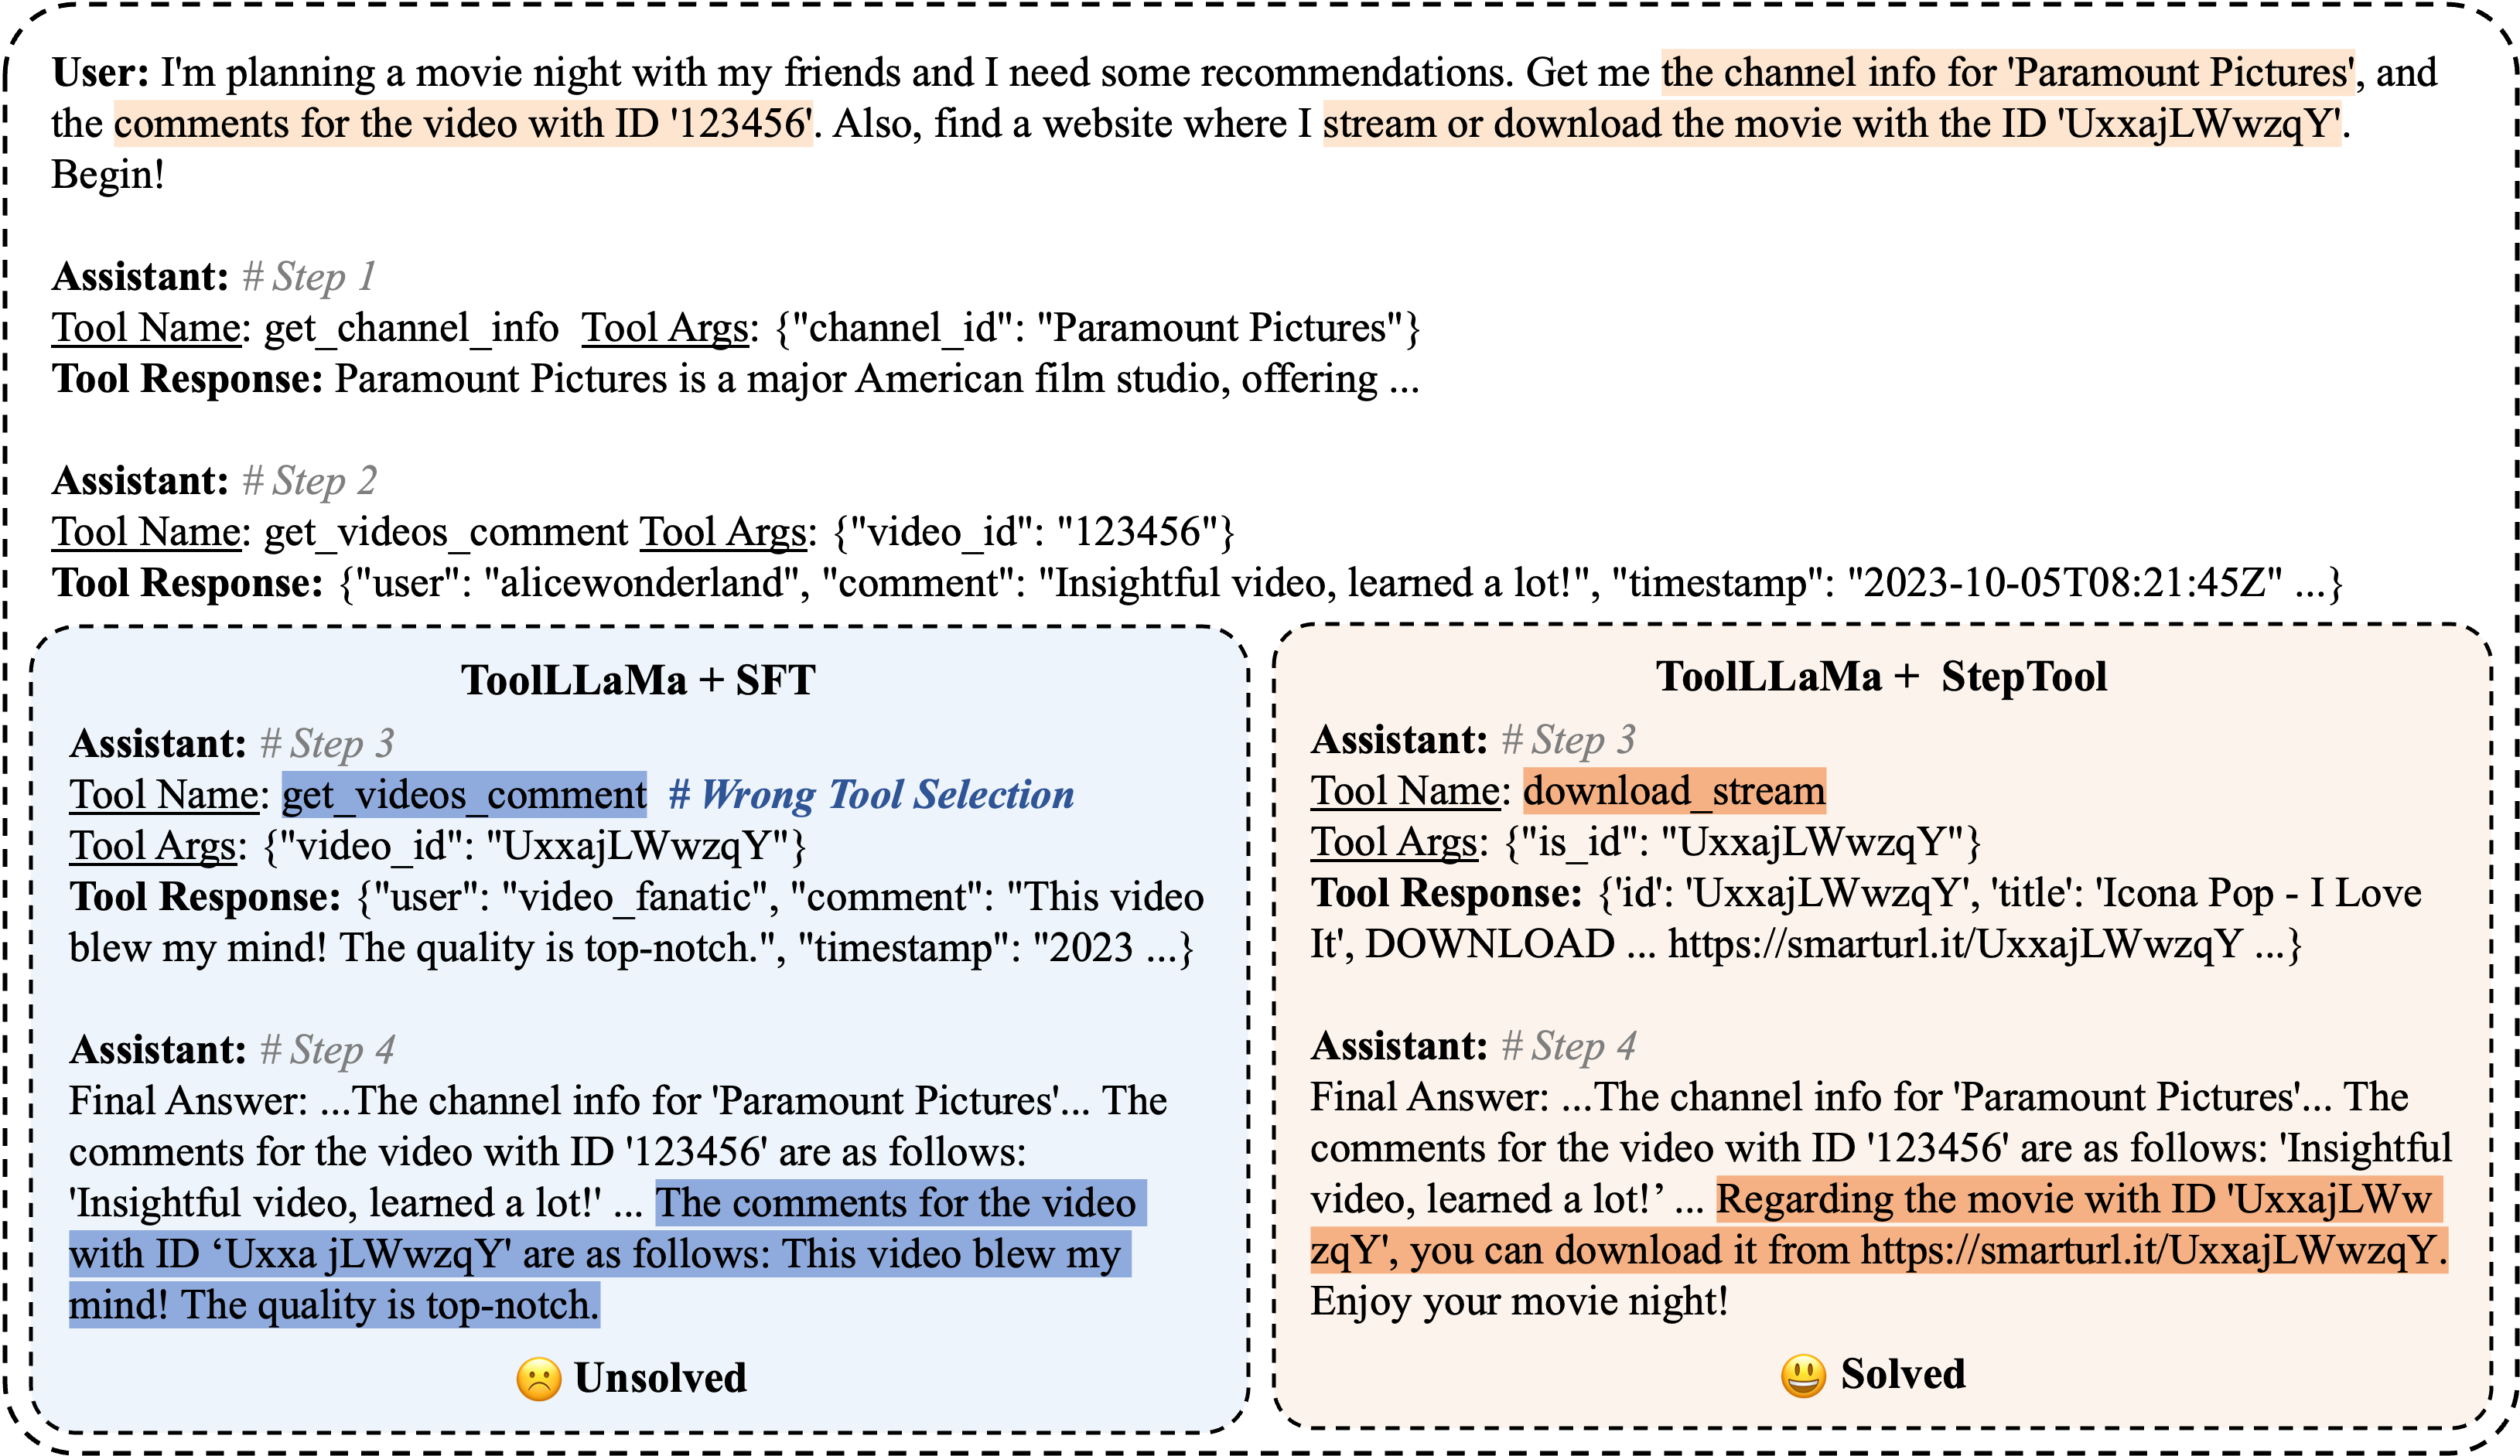 User: I'm planning a movie night with my friends and I need some recommendations. Get me the channel info for 'Paramount Pictures', and
the comments for the video with ID '123456'. Also, find a website where I stream or download the movie with the ID 'UxxajLWwzqY'.
Begin!
Assistant: # Step 1
Tool Name: get_channel_info Tool Args: {"channel_id": "Paramount Pictures"}
Tool Response: Paramount Pictures is a major American film studio, offering ...
Assistant: # Step 2
Tool Name: get_videos_comment Tool Args: {"video_id": "123456"}
Tool Response: {"user": "alicewonderland", "comment": "Insightful video, learned a lot!", "timestamp": "2023-10-05T08:21:45Z" ...}
ToolLLaMa + SFT
Assistant: # Step 3
Tool Name: get_videos_comment # Wrong Tool Selection
Tool Args: {"video_id": "UxxajLWwzqY"}
Tool Response: {"user": "video_fanatic", "comment": "This video
blew my mind! The quality is top-notch.", "timestamp": "2023 ...}
Assistant: # Step 4
Final Answer: ...The channel info for 'Paramount Pictures'... The
comments for the video with ID '123456' are as follows:
'Insightful video, learned a lot!' ... The comments for the video
with ID ‘Uxxa jLWwzqY' are as follows: This video blew my
mind! The quality is top-notch.
Unsolved
ToolLLaMa + StepTool
Assistant: # Step 3
Tool Name: download_stream
Tool Args: {"is_id": "UxxajLWwzqY"}
Tool Response: {'id': 'UxxajLWwzqY', 'title': 'Icona Pop - I Love
It', DOWNLOAD ... https://smarturl.it/UxxajLWwzqY ...}
Assistant: # Step 4
Final Answer: ...The channel info for 'Paramount Pictures'... The
comments for the video with ID '123456' are as follows: 'Insightful
video, learned a lot!’ ... Regarding the movie with ID 'UxxajLWw
zqY', you can download it from https://smarturl.it/UxxajLWwzqY.
Enjoy your movie night!
Solved